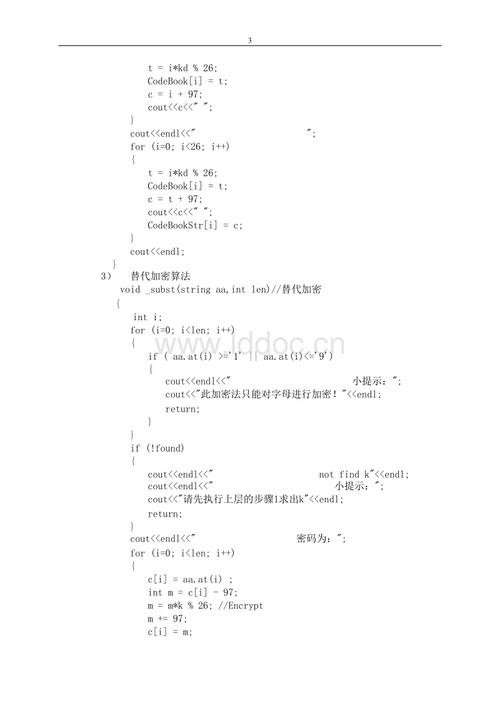 3
t = i*kd % 26;
CodeBook[i] = t;
c = i + 97;
cout<<c<<" ";
}
cout<<endl<<"                ";
for (i=0; i<26; i++)
{
t = i*kd % 26;
CodeBook[i] = t;
c = t + 97;
cout<<c<<" ";
CodeBookStr[i] = c;
}
cout<<endl;
}
3） 替代加密算法
void _subst(string aa,int len)//替代加密
{
int i;
for (i=0; i<len; i++)
{
if ( aa.at(i) >='1' || aa.at(i)<='9')
{
cout<<endl<<"                小提示：";
cout<<"此加密法只能对字母进行加密！"<<endl;
return;
}
}
if (!found)
{
cout<<endl<<"                not find k"<<endl;
cout<<endl<<"                小提示：";
cout<<"请先执行上层的步骤1求出k"<<endl;
return;
}
cout<<endl<<"                密码为：";
for (i=0; i<len; i++)
{
c[i] = aa.at(i) ;
int m = c[i] - 97;
m = m*k % 26; //Encrypt
m += 97;
c[i] = m;
www.lddoc.cn